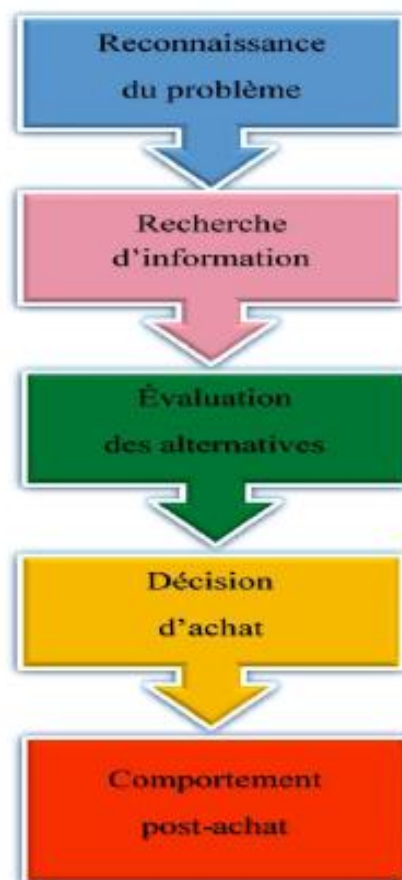 Reconnaissance
du problème
Recherche
d'information
Évaluation
des alternatives
Décision
d'achat
Comportement
post-achat